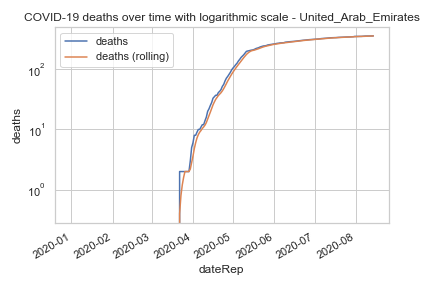 COVID-19 deaths over time with logarithmic scale - United_Arab_Emirates
deaths
deaths (rolling)
10²
10¹
10⁰
deaths
2020-01
2020-02
2020-03
2020-04
2020-05
2020-06
2020-07
2020-08
dateRep